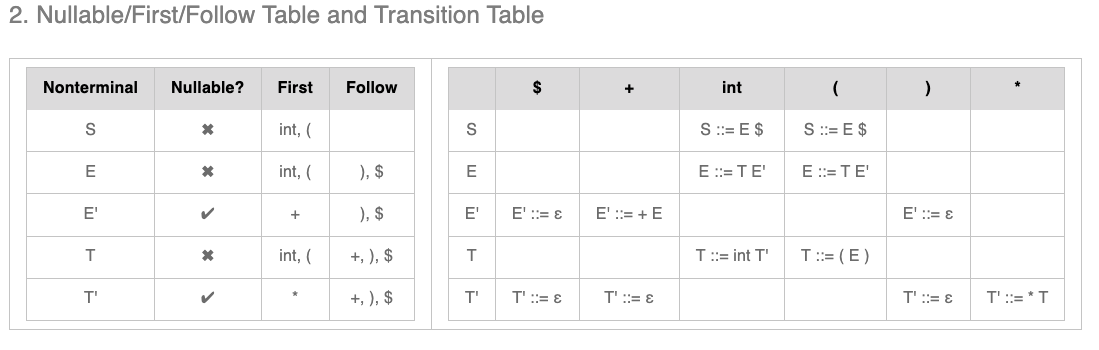 2. Nullable/First/Follow Table and Transition Table
Nonterminal Nullable? First Follow
S ✖ int, (
E ✖ int, ( ), $
E' ✔ + ), $
T ✖ int, ( +, ), $
T' ✔ * +, ), $
$ + int ( ) *
S S ::= E $ S ::= E $
E E ::= T E' E ::= T E'
E' E' ::= ε E' ::= + E E' ::= ε
T T ::= int T' T ::= ( E )
T' T' ::= ε T' ::= ε T' ::= ε T' ::= * T